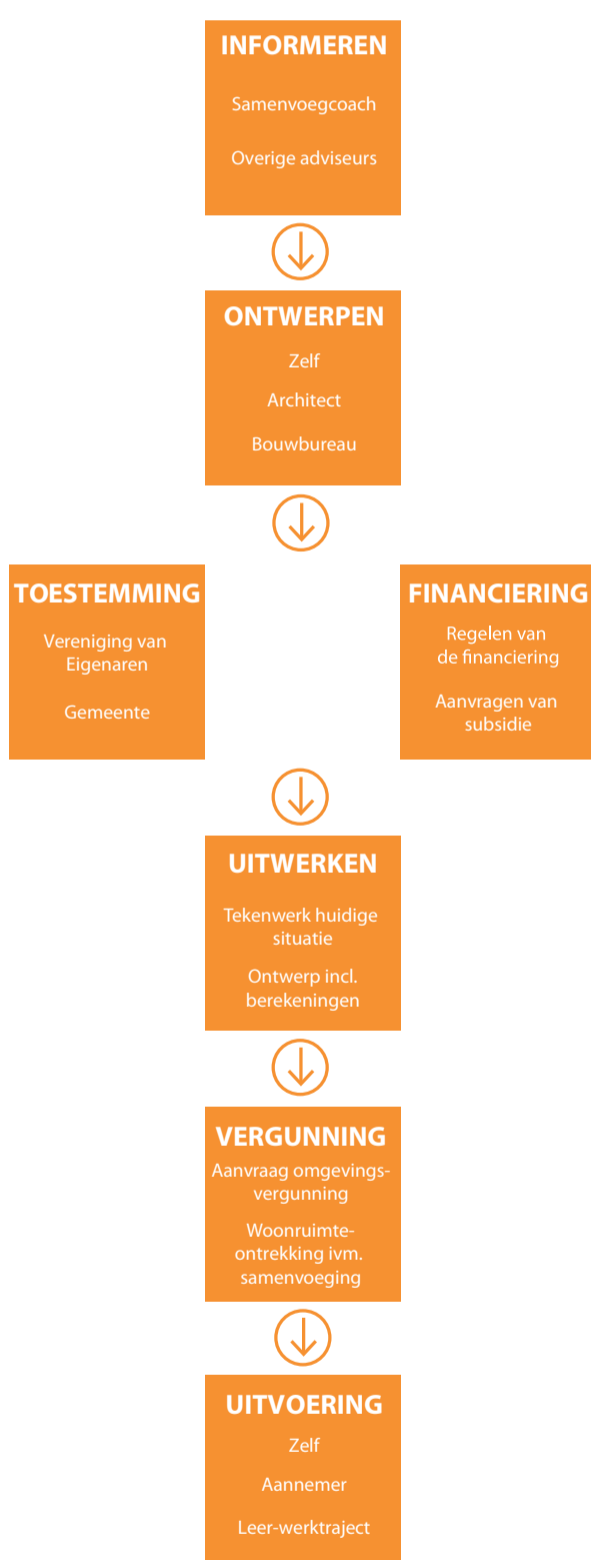 INFORMEREN
Samenvoegcoach
Overige adviseurs
ONTWERPEN
Zelf
Architect
Bouwbureau
TOESTEMMING
Vereniging van
Eigenaren
Gemeente
FINANCIERING
Regelen van
de financiering
Aanvragen van
subsidie
UITWERKEN
Tekenwerk huidige
situatie
Ontwerp incl.
berekeningen
VERGUNNING
Aanvraag omgevings-
vergunning
Woonruimte-
ontrekking ivm.
samenvoeging
UITVOERING
Zelf
Aannemer
Leer-werktraject